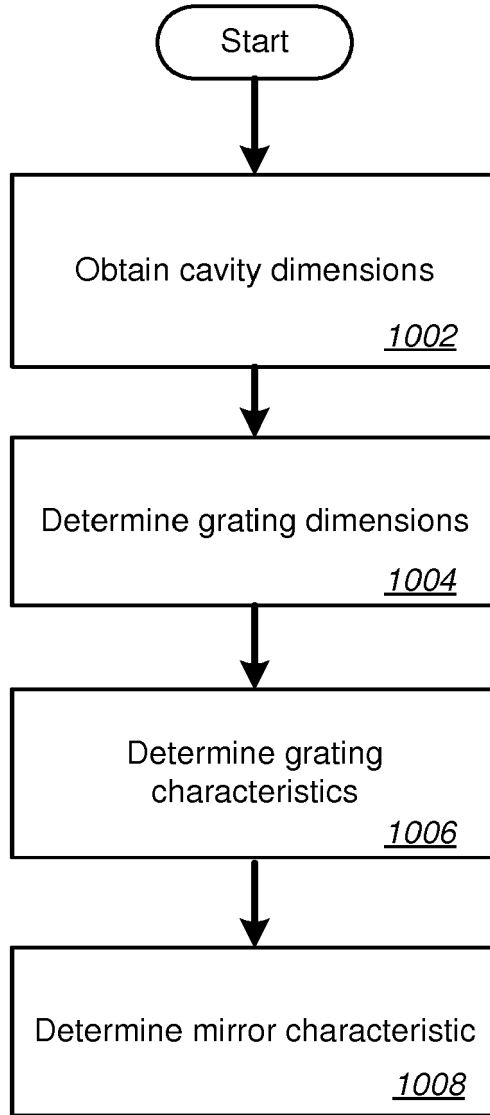 Start
Obtain cavity dimensions
1002
Determine grating dimensions
1004
Determine grating
characteristics
1006
Determine mirror characteristic
1008